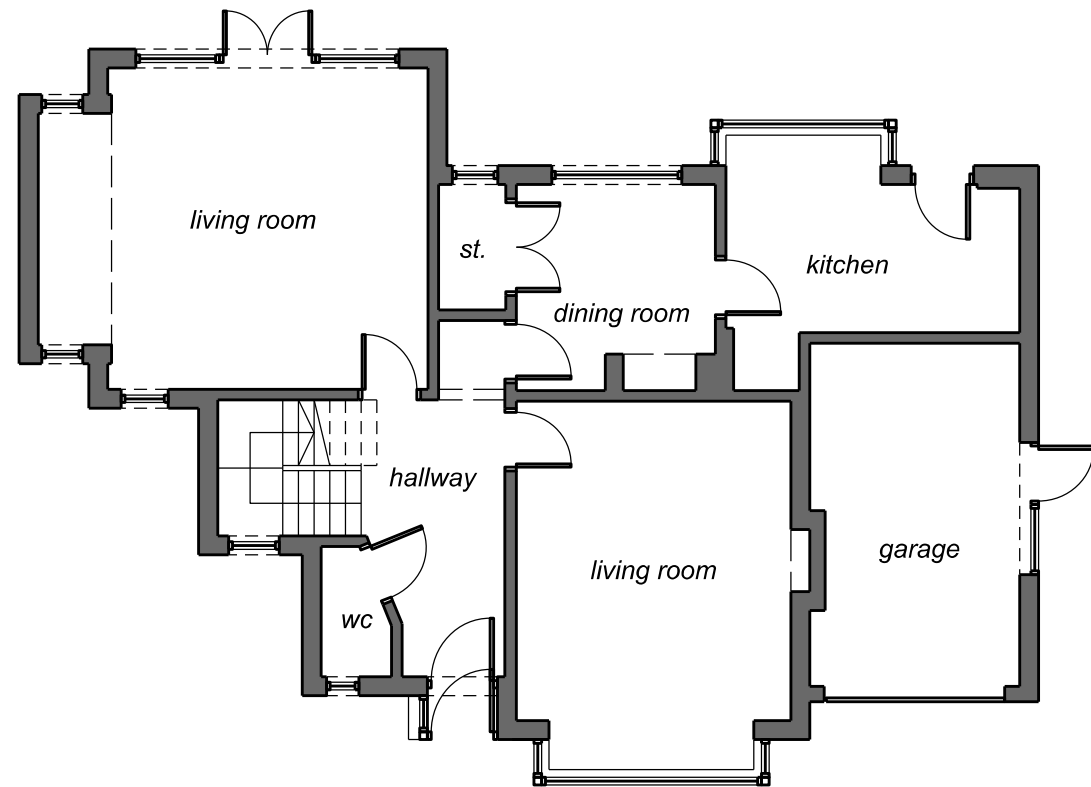 living room
st.
kitchen
dining room
hallway
garage
living room
wc